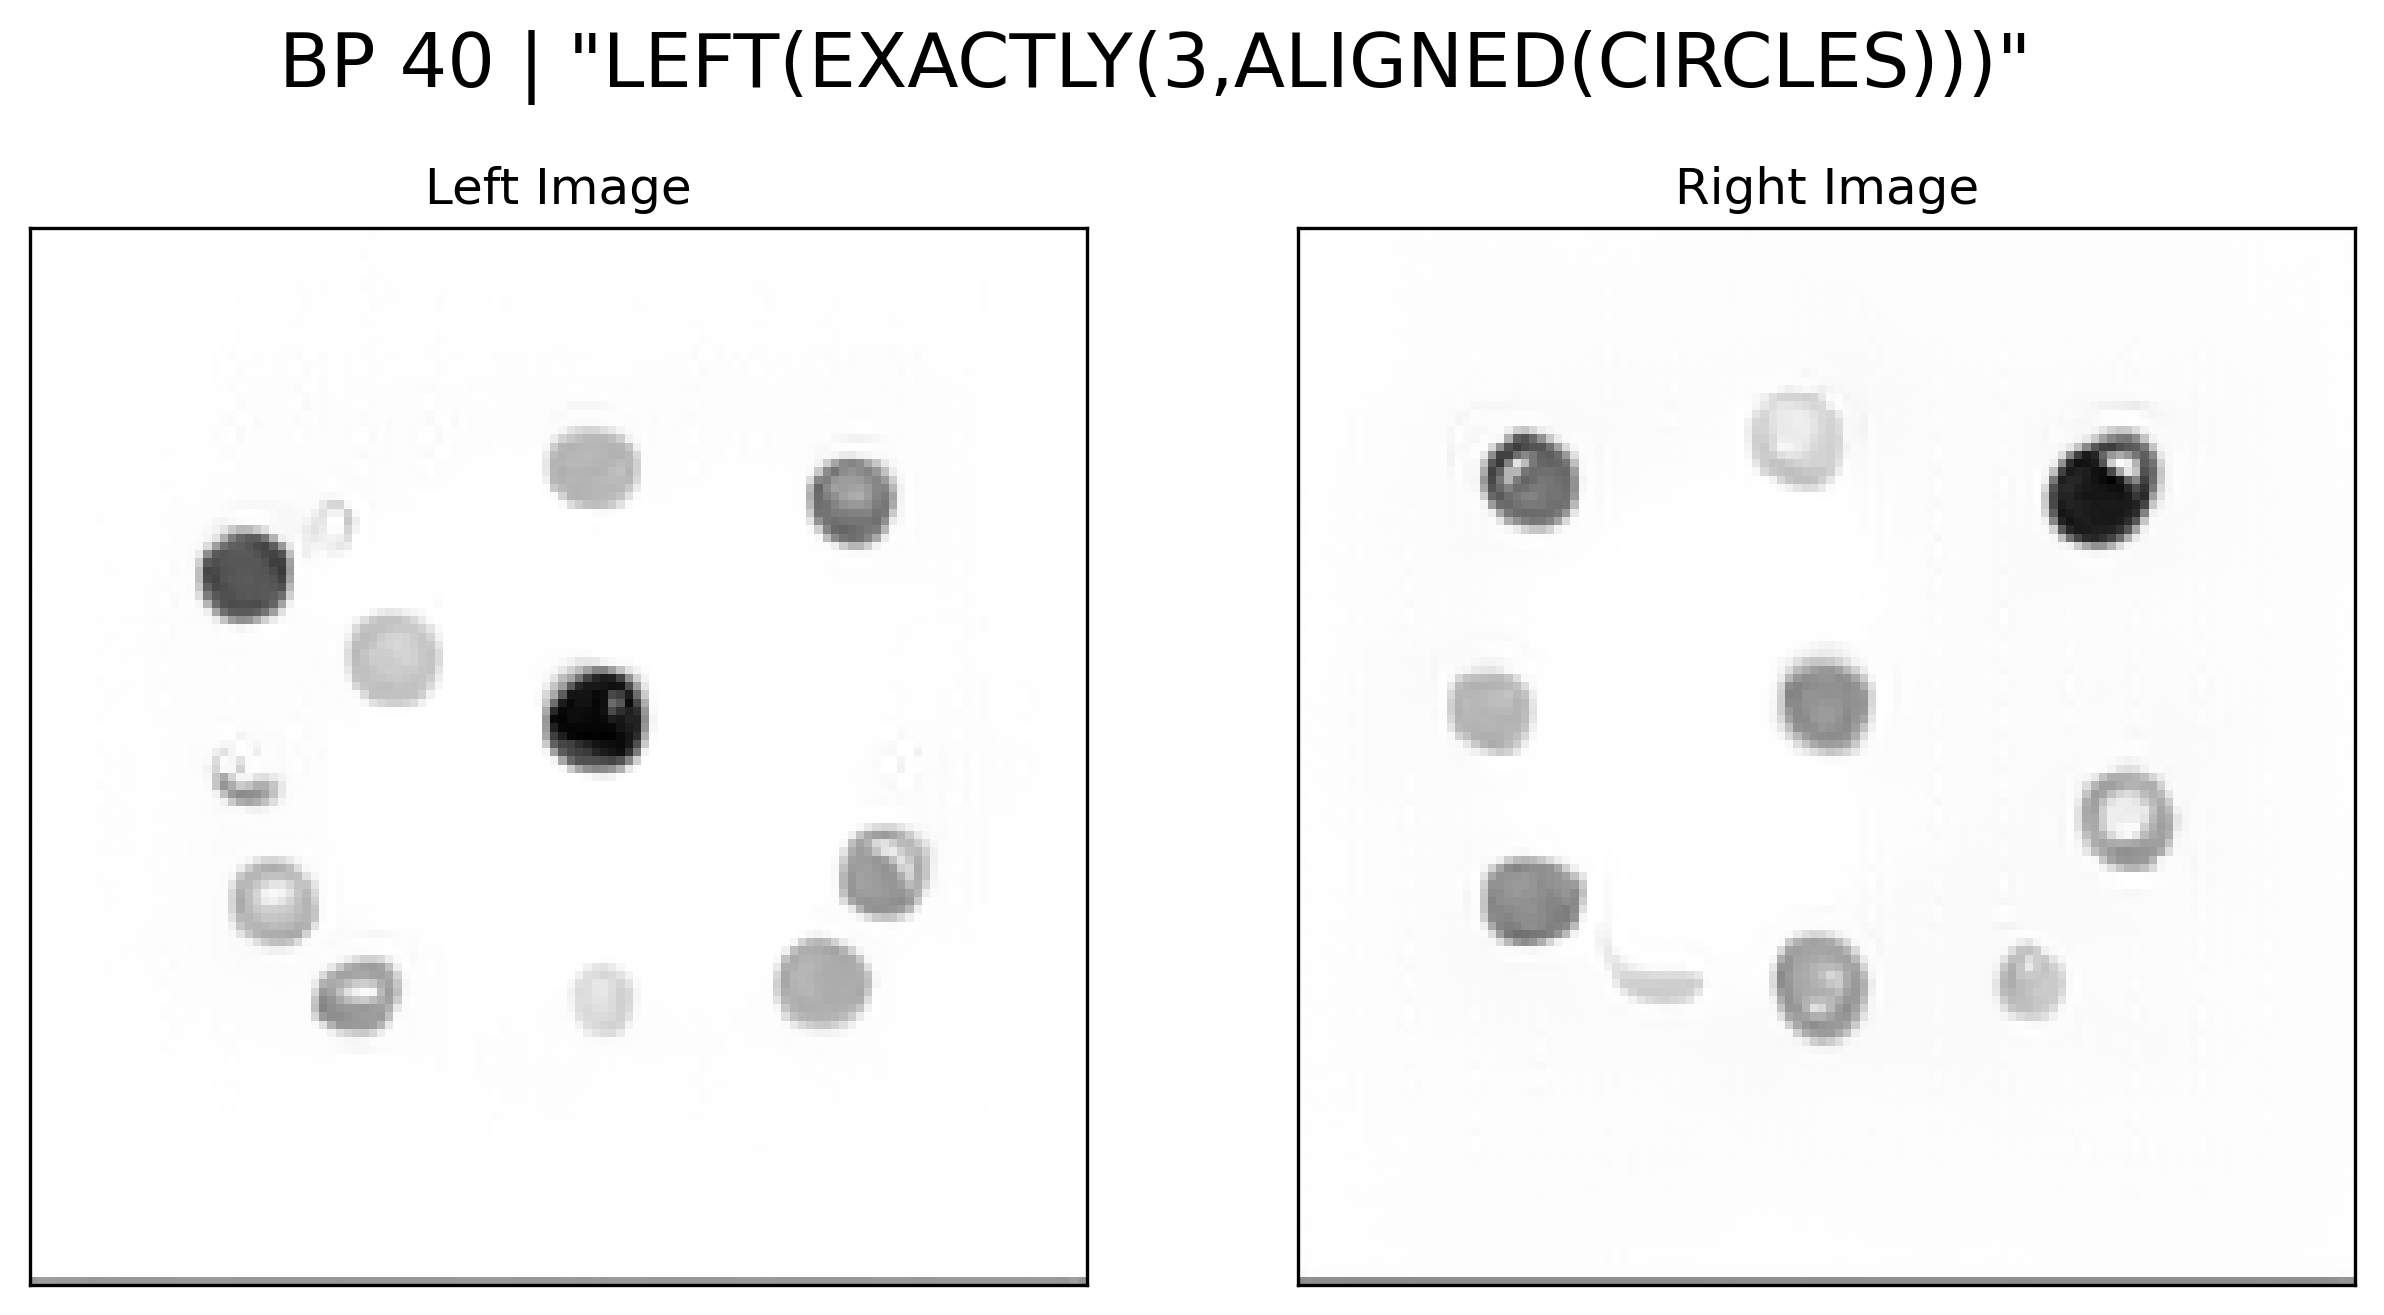 BP 40 | "LEFT(EXACTLY(3,ALIGNED(CIRCLES)))"
Left Image
Right Image